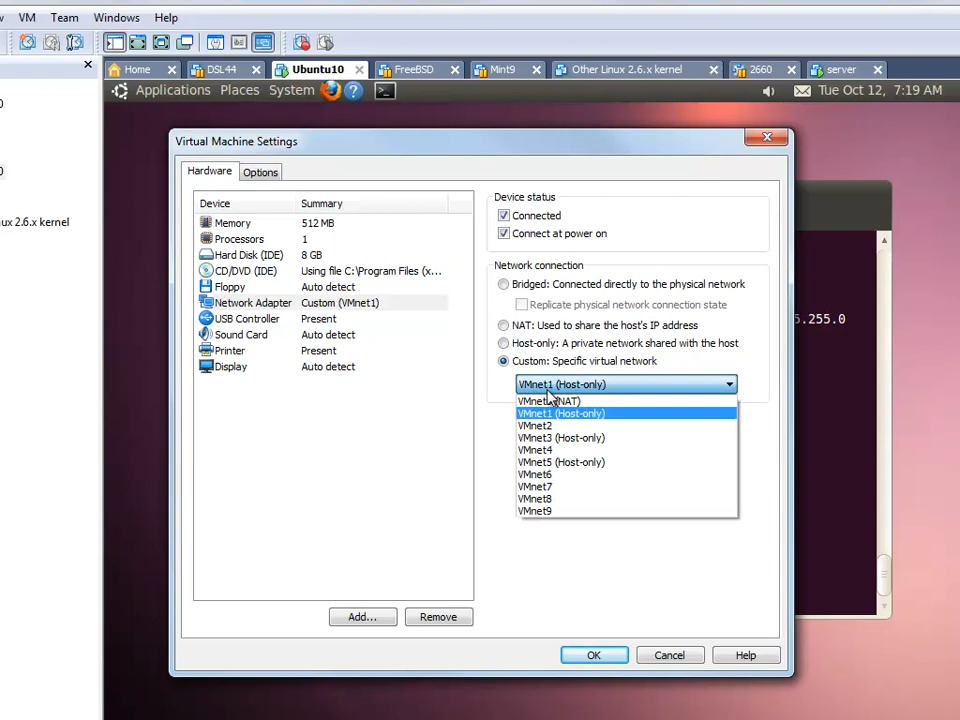 w VM Team Windows Help
Home DSL44 Ubuntu10 FreeBSD Mint9 Other Linux 2.6.x kernel 2660 server
Applications Places System Tue Oct 12, 7:19 AM
0
0
ux 2.6.x kernel
5.255.0
Virtual Machine Settings
Hardware Options
Device Summary
Memory 512 MB
Processors 1
Hard Disk (IDE) 8 GB
CD/DVD (IDE) Using file C:\Program Files (x...
Floppy Auto detect
Network Adapter Custom (VMnet1)
USB Controller Present
Sound Card Auto detect
Printer Present
Display Auto detect
Add... Remove
Device status
Connected
Connect at power on
Network connection
Bridged: Connected directly to the physical network
Replicate physical network connection state
NAT: Used to share the host's IP address
Host-only: A private network shared with the host
Custom: Specific virtual network
VMnet1 (Host-only)
(NAT)
VMnet1 (Host-only)
VMnet2
VMnet3 (Host-only)
VMnet4
VMnet5 (Host-only)
VMnet6
VMnet7
VMnet8
VMnet9
OK Cancel Help